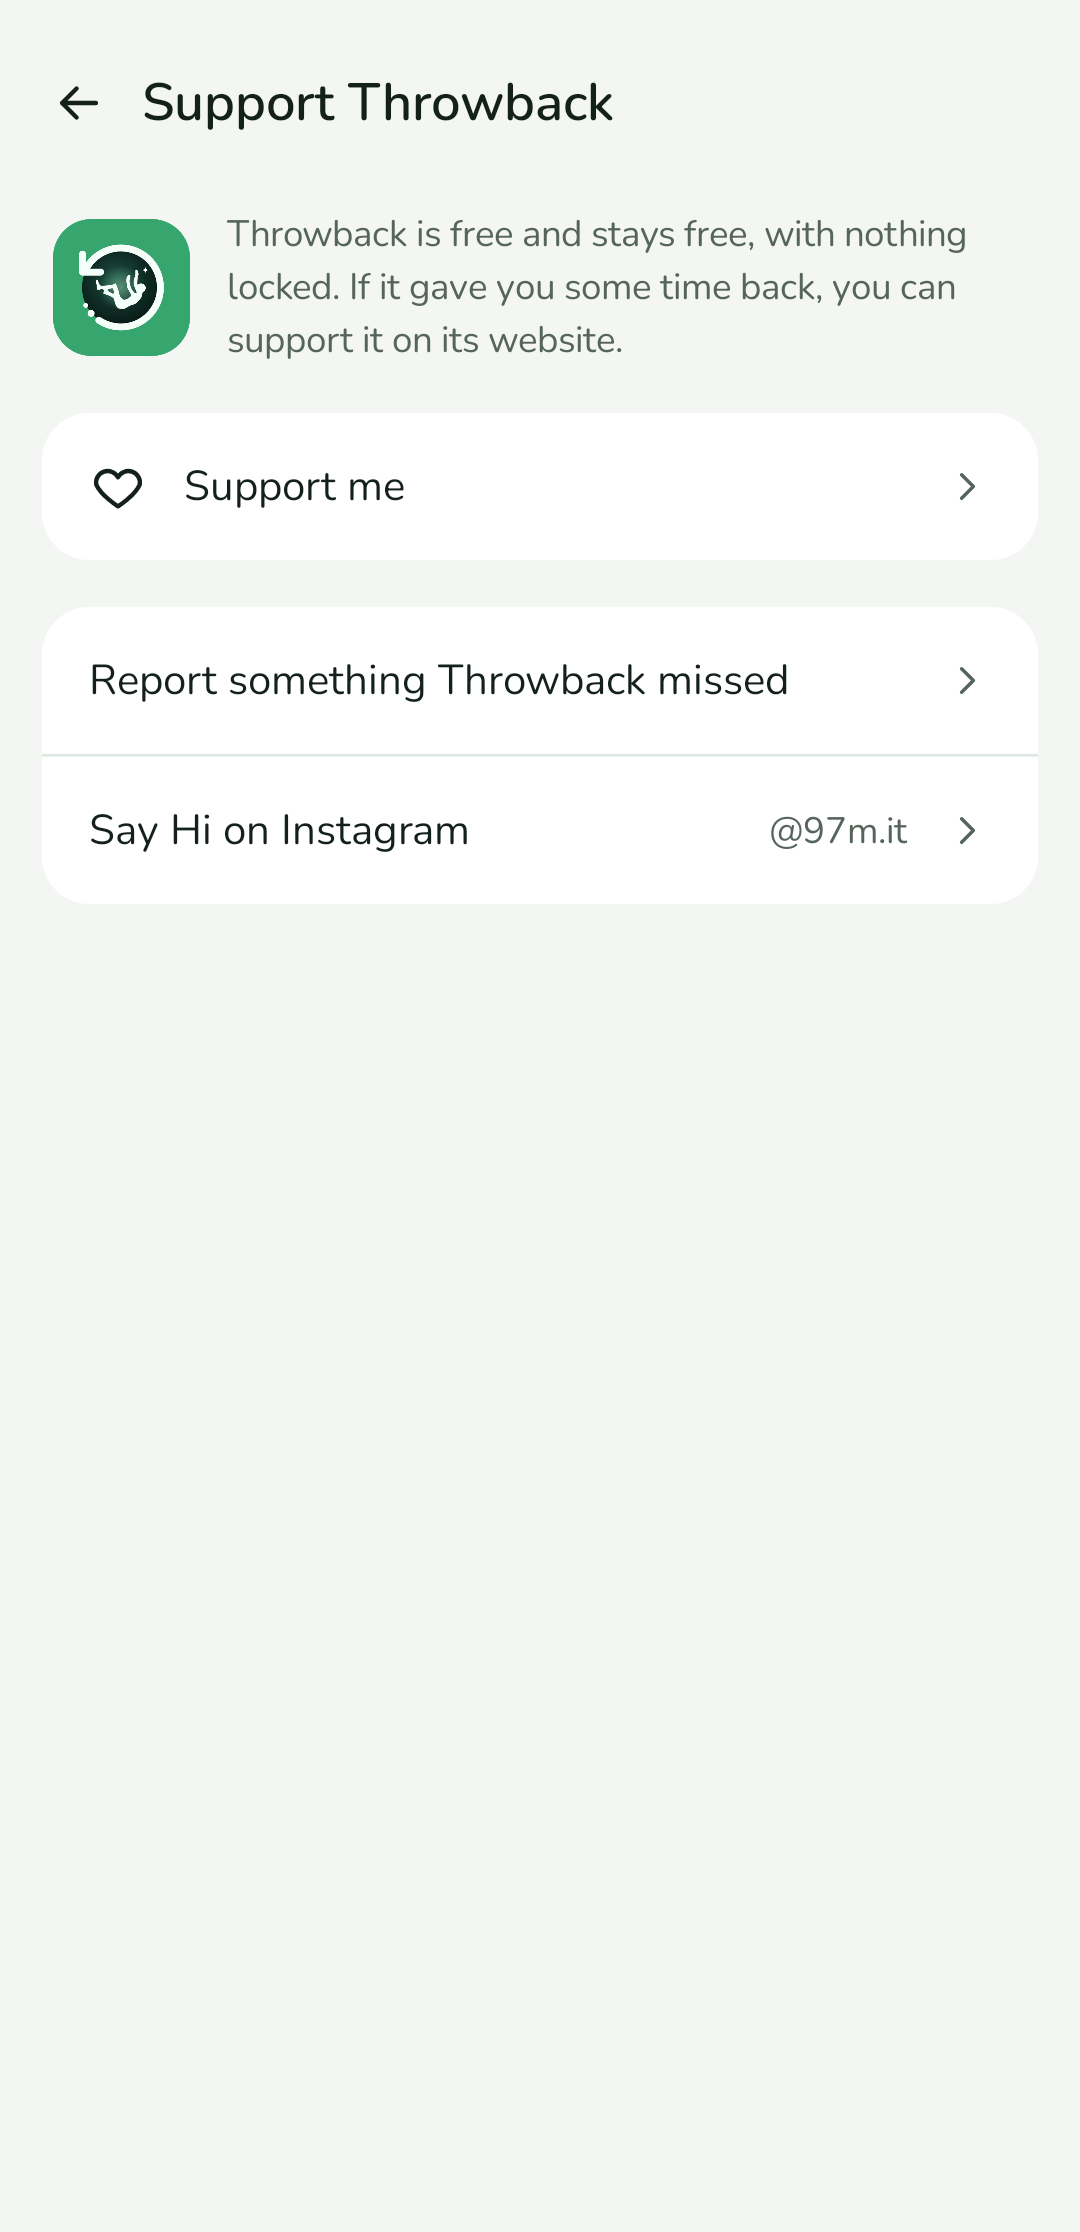 Support Throwback
Throwback is free and stays free, with nothing
locked. If it gave you some time back, you can
support it on its website.
Support me
Report something Throwback missed
Say Hi on Instagram @97m.it